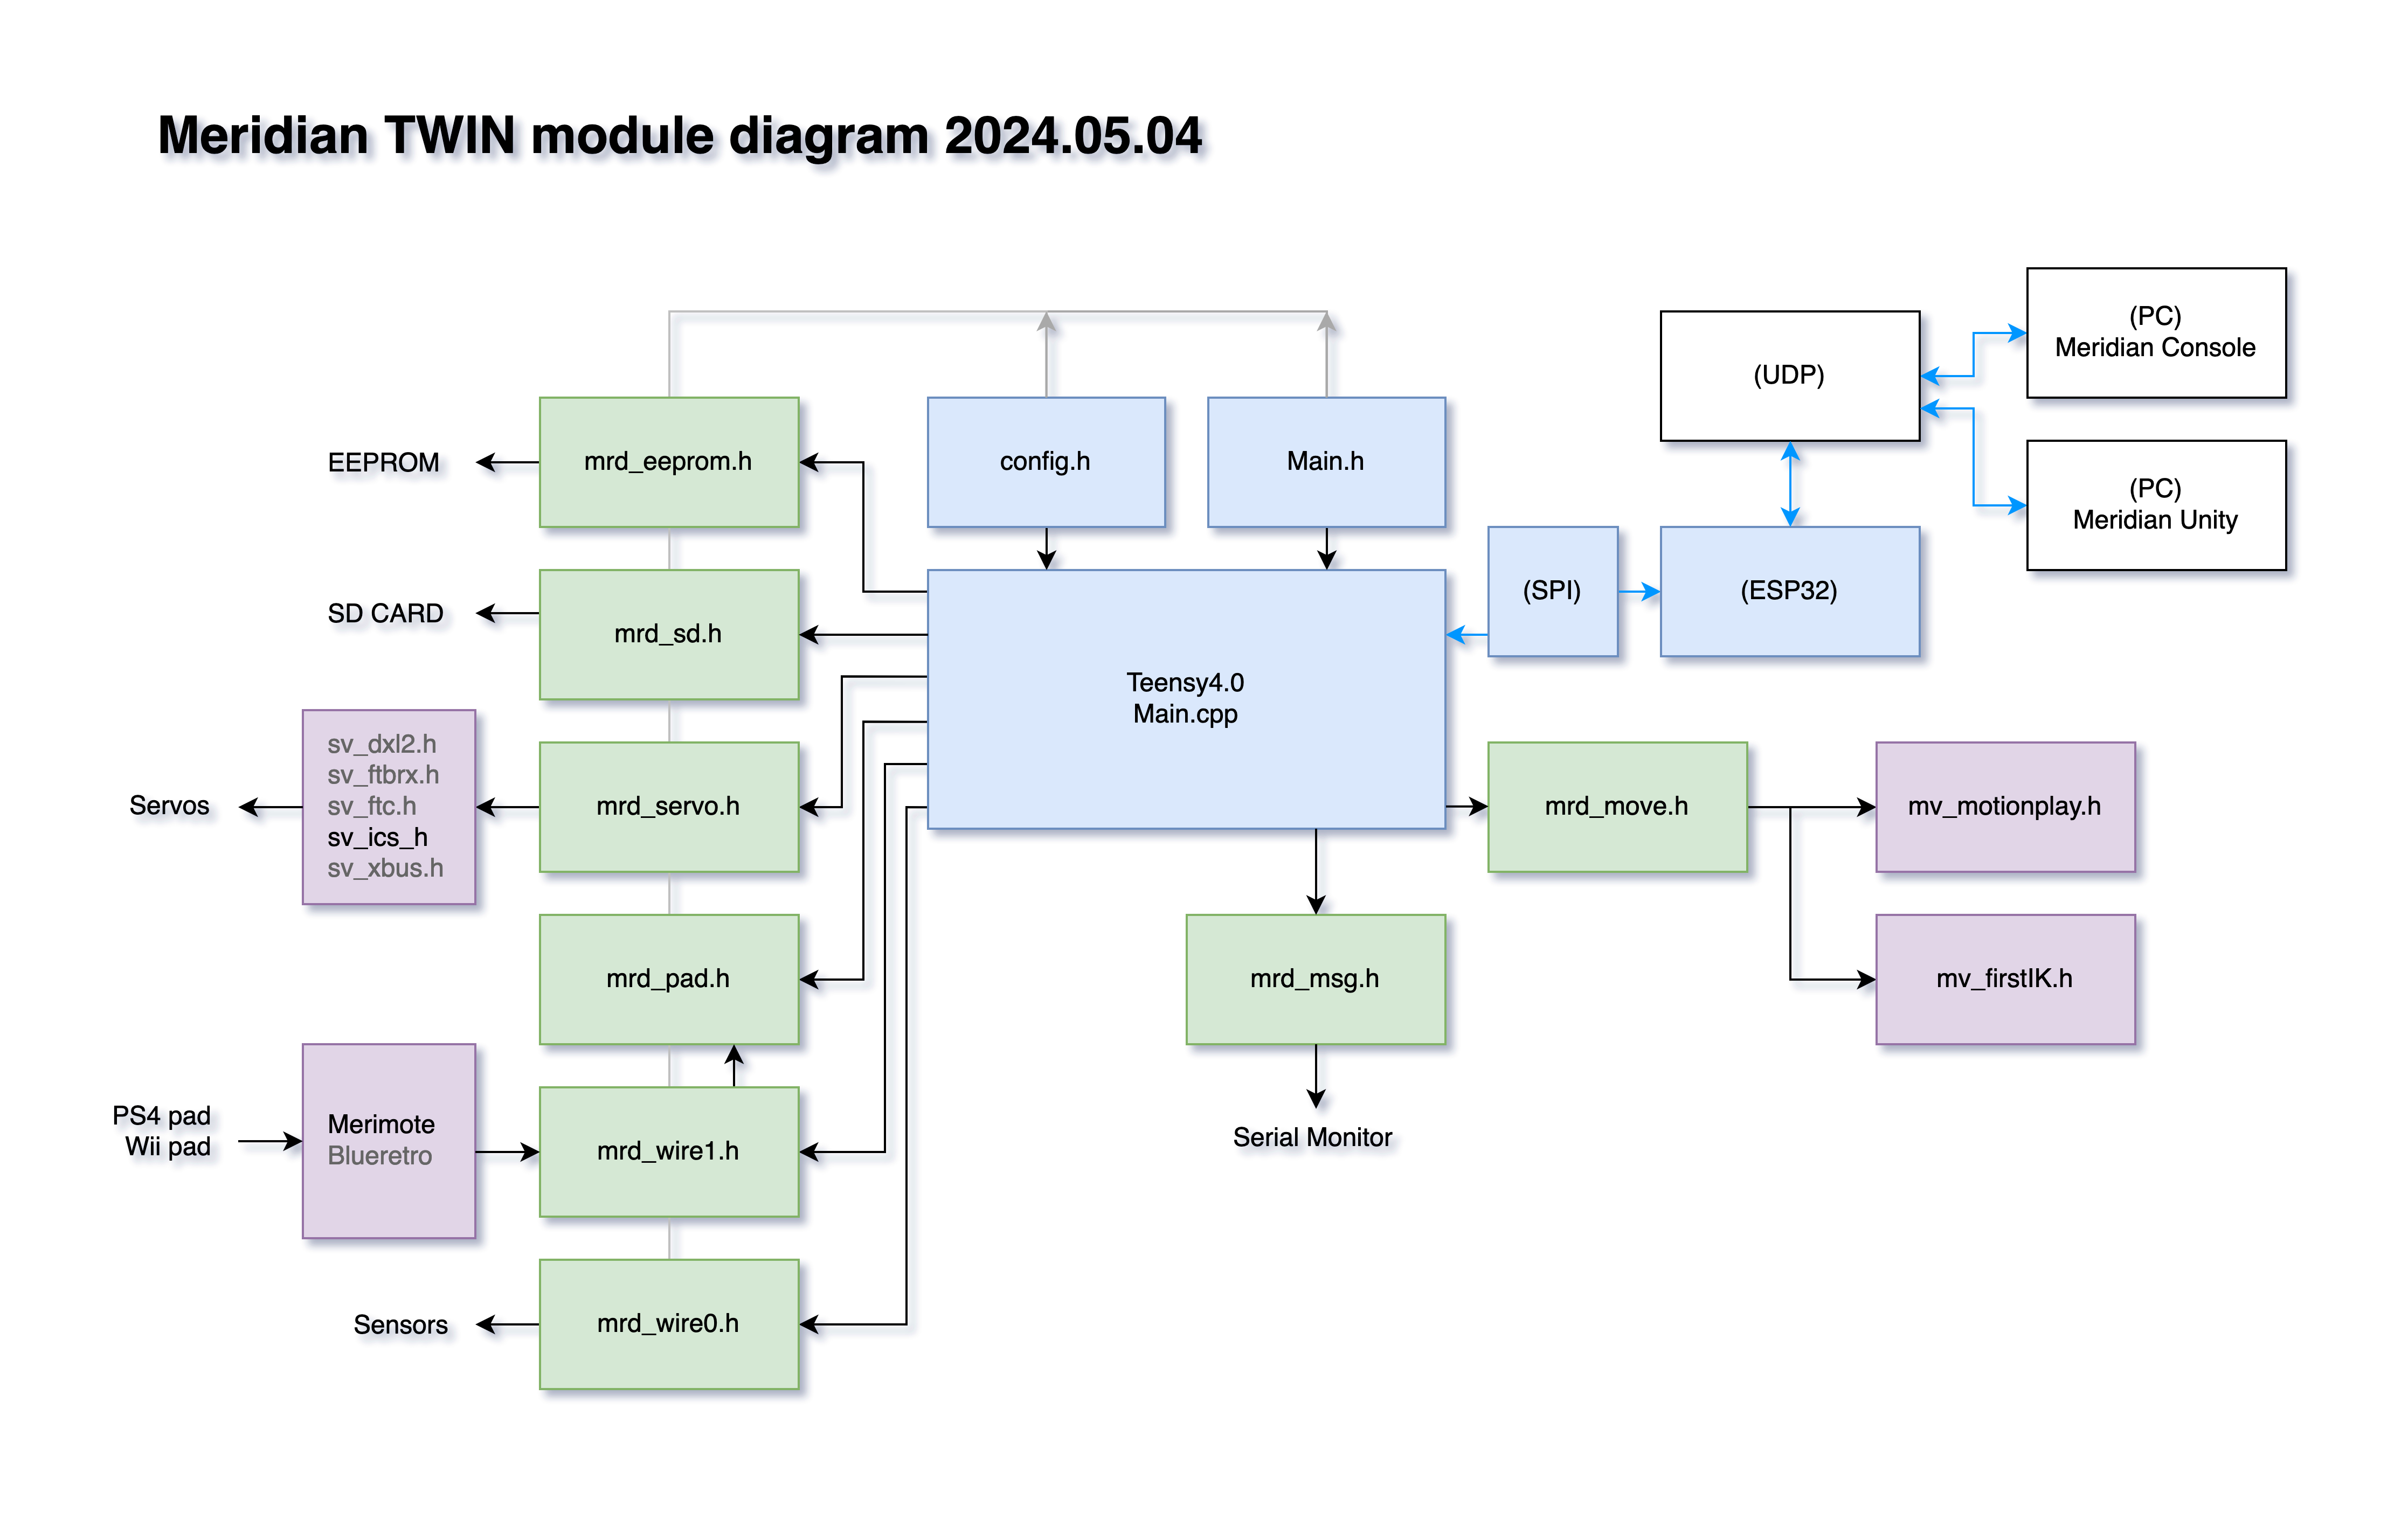 Meridian TWIN module diagram 2024.05.04
(PC)
Meridian Console
(UDP)
EEPROM
mrd_eeprom.h
config.h
Main.h
(PC)
Meridian Unity
SD CARD
mrd_sd.h
(SPI)
(ESP32)
Teensy4.0
Main.cpp
Servos
sv_dxl2.h
sv_ftbrx.h
sv_ftc.h
sv_ics_h
sv_xbus.h
mrd_servo.h
mrd_move.h
mv_motionplay.h
mrd_pad.h
mrd_msg.h
mv_firstIK.h
PS4 pad
Wii pad
Merimote
Blueretro
mrd_wire1.h
Serial Monitor
Sensors
mrd_wire0.h